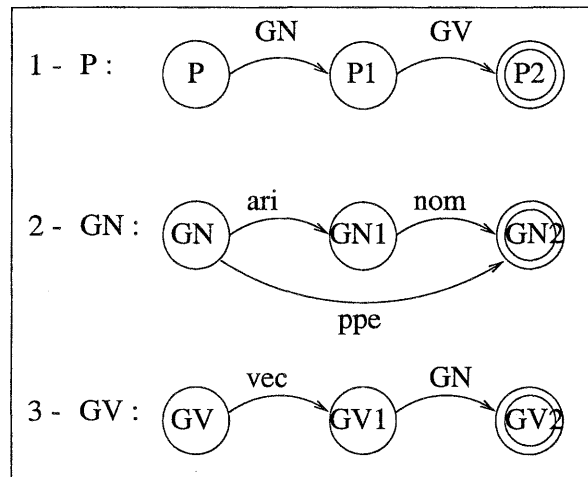 GN GV
1 - P : P P1 P2
ari nom
2 - GN : GN GN1 GN2
ppe
vec GN
3 - GV : GV GV1 GV2